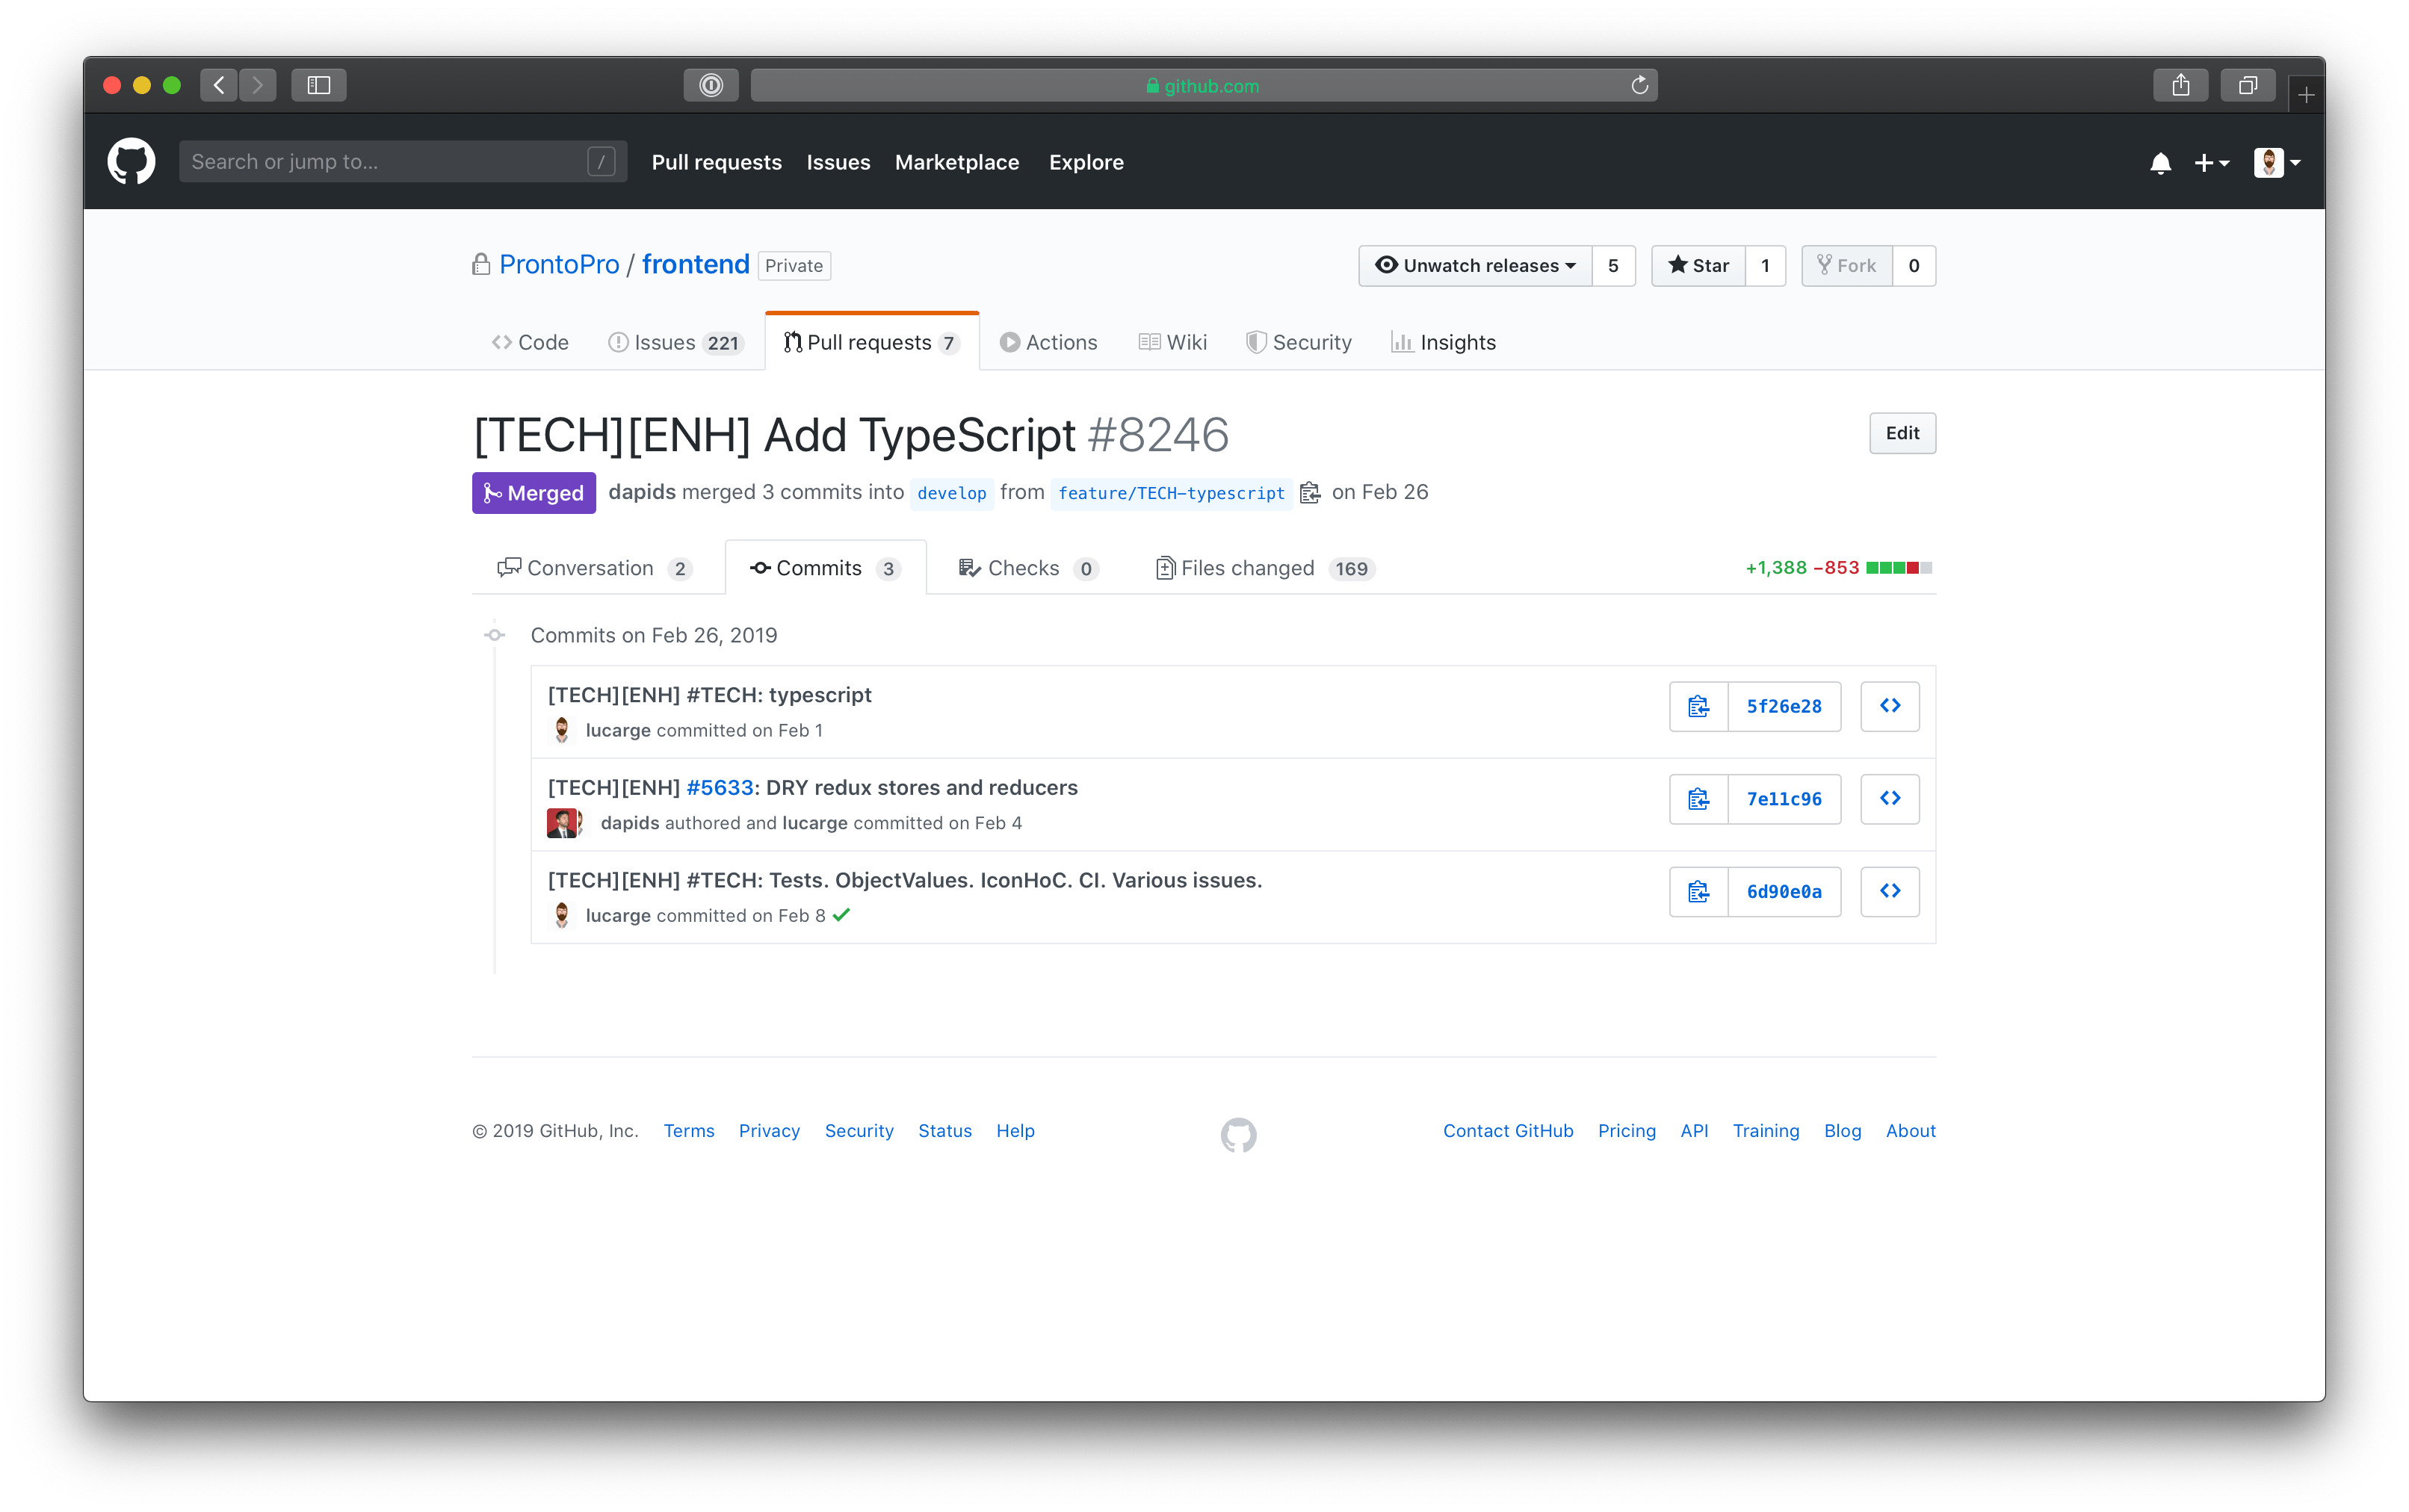 github.com
Search or jump to... /
Pull requests Issues Marketplace Explore
ProntoPro / frontend Private
Unwatch releases 5 Star 1 Fork 0
Code Issues 221 Pull requests 7 Actions Wiki Security Insights
[TECH][ENH] Add TypeScript #8246
Edit
Merged dapids merged 3 commits into develop from feature/TECH-typescript on Feb 26
Conversation 2 Commits 3 Checks 0 Files changed 169 +1,388 −853
Commits on Feb 26, 2019
[TECH][ENH] #TECH: typescript
lucarge committed on Feb 1
5f26e28
[TECH][ENH] #5633: DRY redux stores and reducers
dapids authored and lucarge committed on Feb 4
7e11c96
[TECH][ENH] #TECH: Tests. ObjectValues. IconHoC. CI. Various issues.
lucarge committed on Feb 8
6d90e0a
© 2019 GitHub, Inc. Terms Privacy Security Status Help
Contact GitHub Pricing API Training Blog About